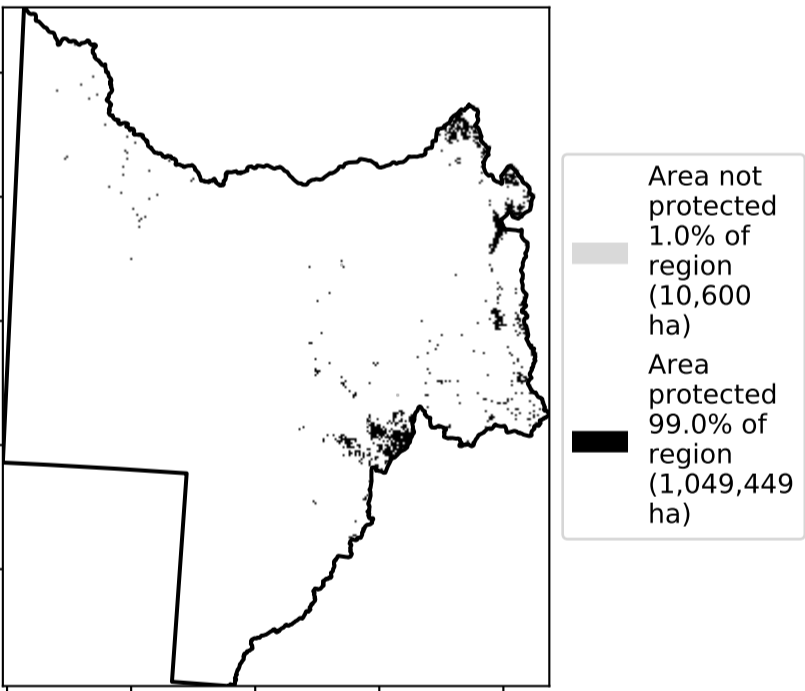 Area not
protected
1.0% of
region
(10,600
ha)
Area
protected
99.0% of
region
(1,049,449
ha)